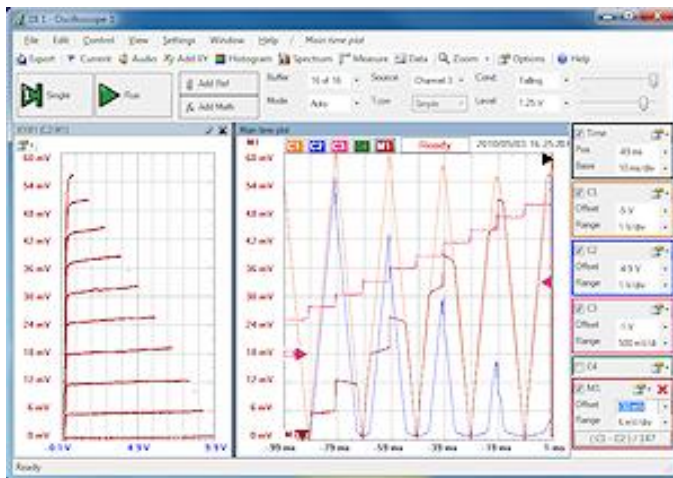 DS 1 - Oscilloscope 1
File Edit Control View Settings Window Help / Main time plot
Export Current Audio Add XY Histogram Spectrum Measure Data Zoom Options Help
Single
Run
Add Ref
Add Math
Buffer 16 of 16 Source Channel 3 Cond. Falling
Mode Auto Type Simple Level 1.25 V
Main time plot
M1 C1 C2 C3 M1 Ready
60 mV
54 mV
48 mV
42 mV
36 mV
30 mV
24 mV
18 mV
12 mV
6 mV
0 mV
-0.1 V 4.9 V 9.9 V
60 mV
54 mV
48 mV
42 mV
36 mV
30 mV
24 mV
18 mV
12 mV
6 mV
0 mV
-99 ms -79 ms -59 ms -39 ms -19 ms 1 ms
Time
Pos 49 ms
Base 10 ms/div
C1
Offset -5 V
Range 1 V/div
C2
Offset 4.9 V
Range 1 V/div
C3
Offset -1 V
Range 500 mV/d
C4
M1
Offset
Range 6 mV/div
(C1 - C2) / 387
Ready